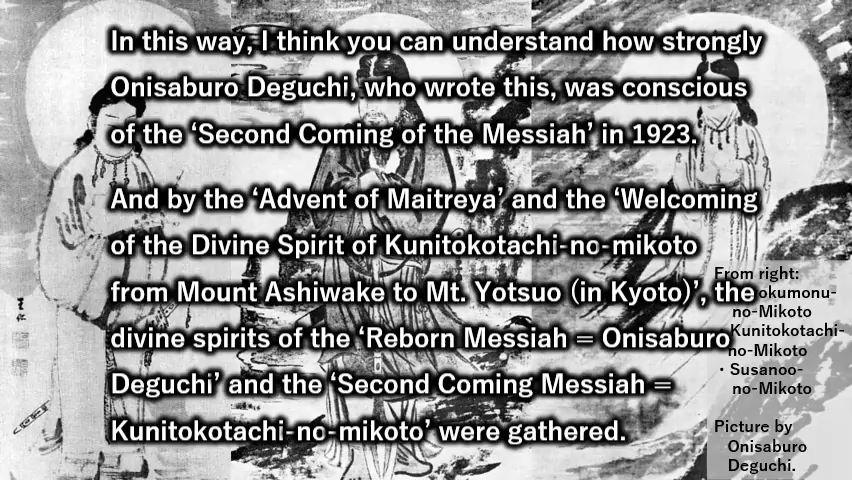 In this way, I think you can understand how strongly
Onisaburo Deguchi, who wrote this, was conscious
of the ‘Second Coming of the Messiah’ in 1923.
And by the ‘Advent of Maitreya’ and the ‘Welcoming
of the Divine Spirit of Kunitokotachi-no-mikoto
from Mount Ashiwake to Mt. Yotsuo (in Kyoto)’, the
divine spirits of the ‘Reborn Messiah = Onisaburo
Deguchi’ and the ‘Second Coming Messiah =
Kunitokotachi-no-mikoto’ were gathered.
From right:
okumonu-
no-Mikoto
Kunitokotachi-
no-Mikoto
・Susanoo-
no-Mikoto
Picture by
Onisaburo
Deguchi.